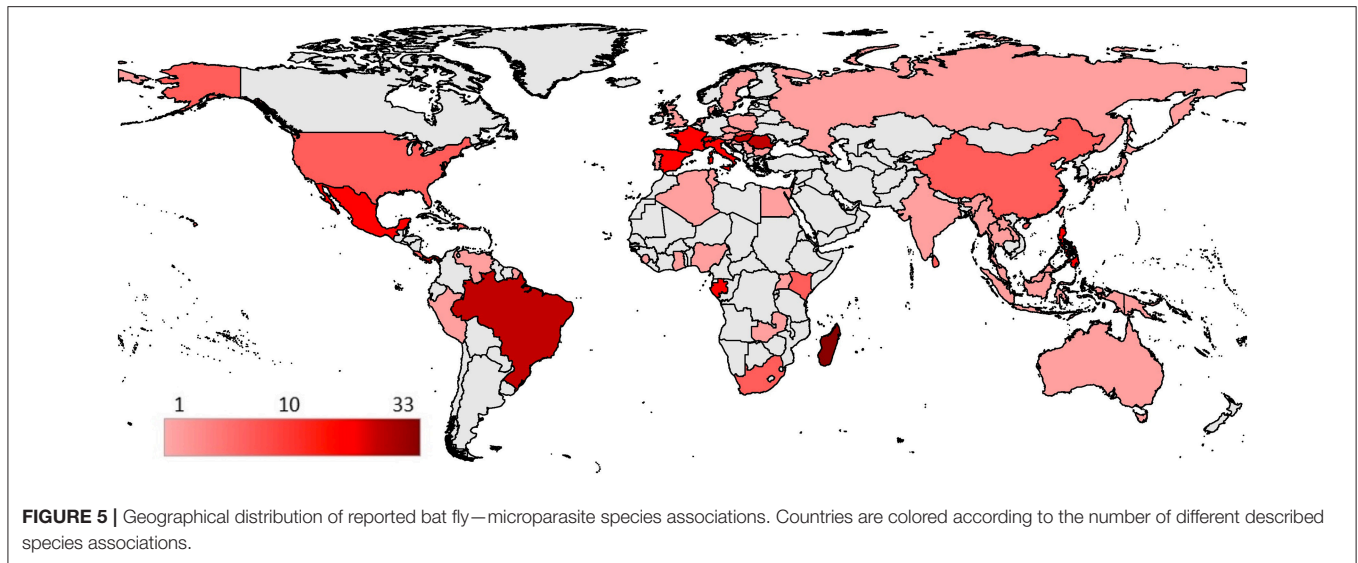 1 10 33
FIGURE 5 | Geographical distribution of reported bat fly—microparasite species associations. Countries are colored according to the number of different described
species associations.